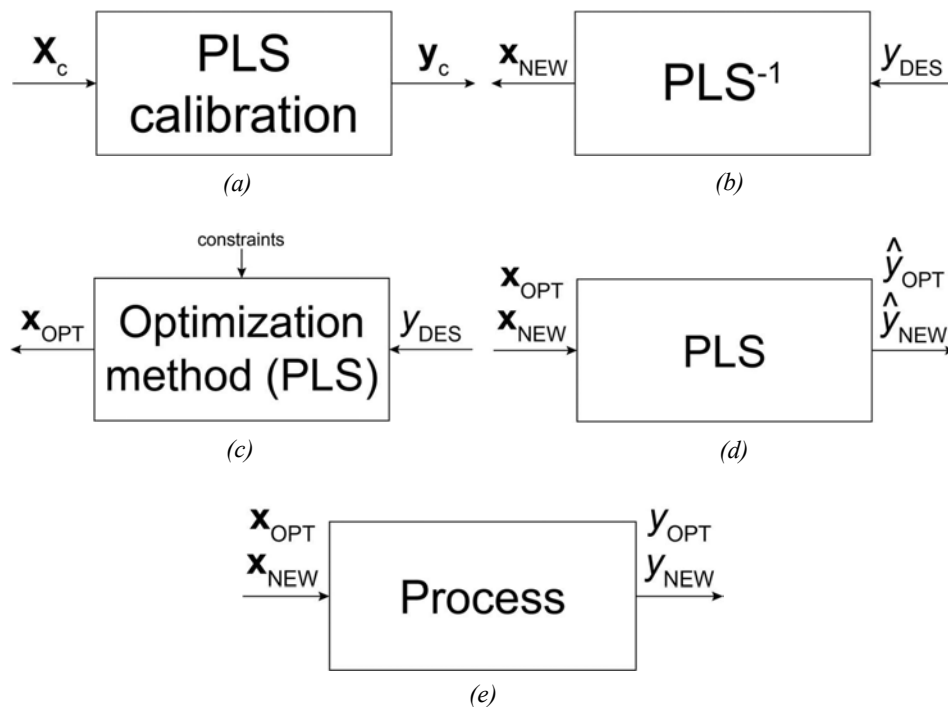 X_c
PLS
calibration
y_c
(a)
x_NEW
PLS^-1
y_DES
(b)
constraints
x_OPT
Optimization
method (PLS)
y_DES
(c)
x_OPT
x_NEW
PLS
ŷ_OPT
ŷ_NEW
(d)
x_OPT
x_NEW
Process
y_OPT
y_NEW
(e)